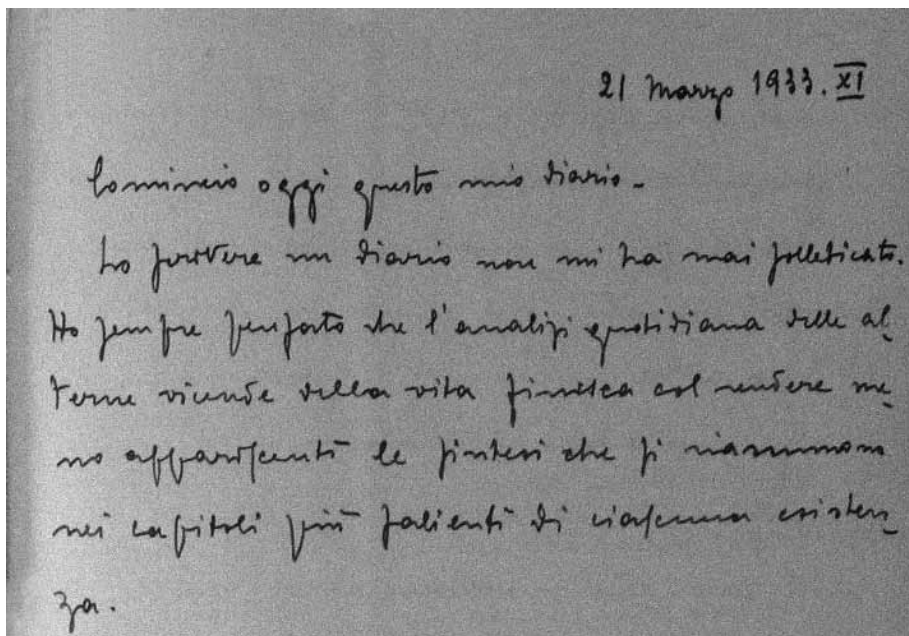 21 Marzo 1933. XI
Comincio oggi questo mio diario.
Lo scrivere un diario non mi ha mai solleticato.
Ho sempre pensato che l'analisi quotidiana delle al-
terne vicende della vita finisca col rendere me-
no appariscenti le sintesi che si riassumono
nei capitoli più salienti di ciascuna esisten-
za.